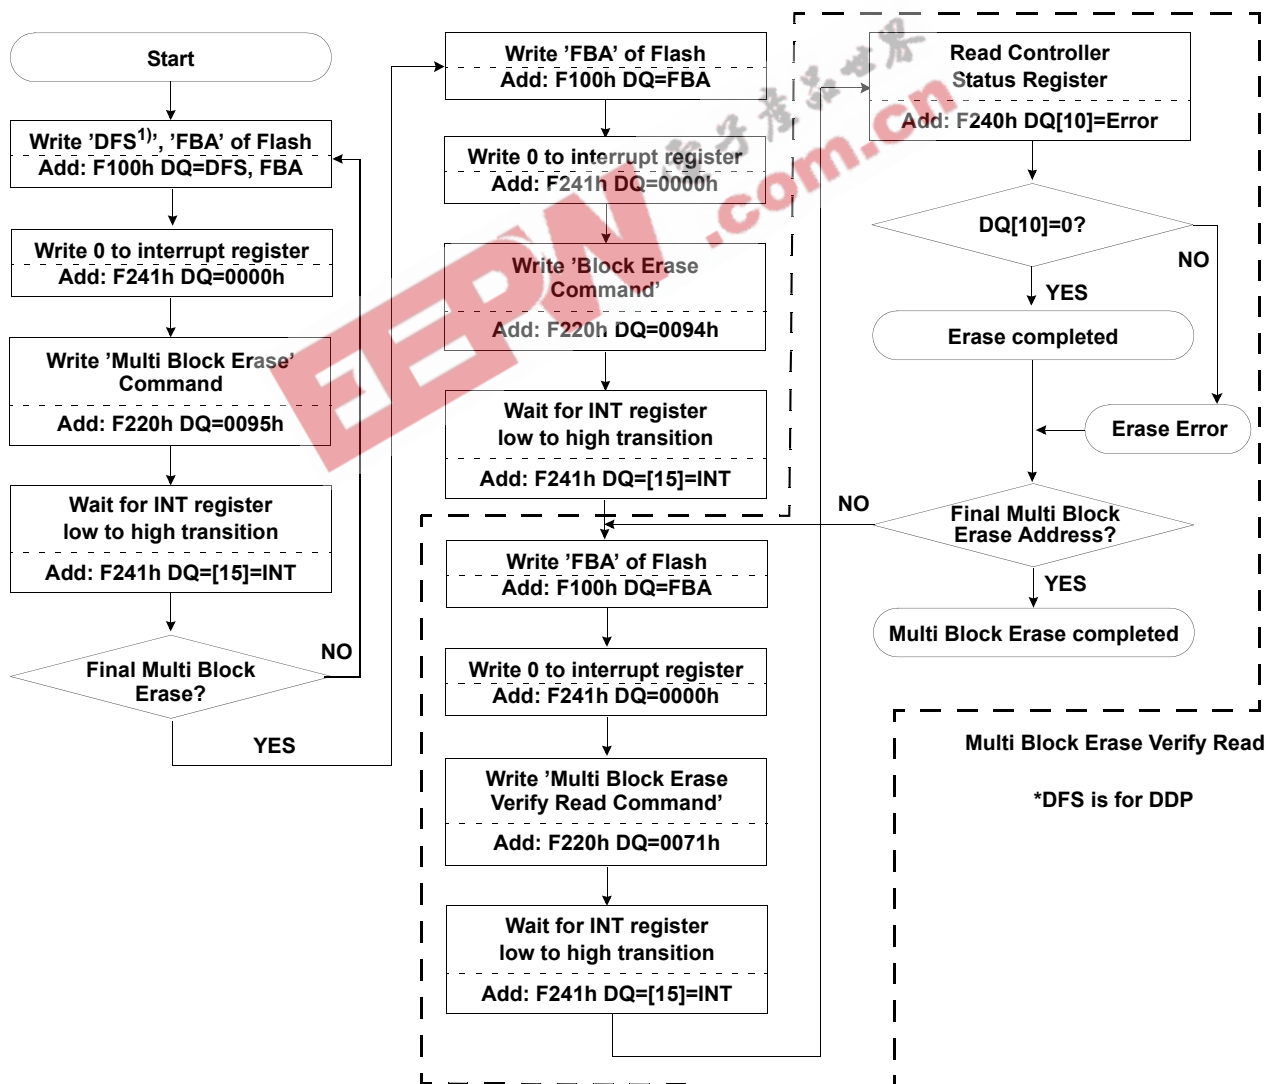 Start
Write ’DFS1)’, ’FBA’ of Flash
Add: F100h DQ=DFS, FBA
Write 0 to interrupt register
Add: F241h DQ=0000h
Write ’Multi Block Erase’
Command
Add: F220h DQ=0095h
Wait for INT register
low to high transition
Add: F241h DQ=[15]=INT
Final Multi Block
Erase?
NO
YES
Write ’FBA’ of Flash
Add: F100h DQ=FBA
Write 0 to interrupt register
Add: F241h DQ=0000h
Write ’Block Erase
Command’
Add: F220h DQ=0094h
Wait for INT register
low to high transition
Add: F241h DQ=[15]=INT
Write ’FBA’ of Flash
Add: F100h DQ=FBA
Write 0 to interrupt register
Add: F241h DQ=0000h
Write ’Multi Block Erase
Verify Read Command’
Add: F220h DQ=0071h
Wait for INT register
low to high transition
Add: F241h DQ=[15]=INT
Read Controller
Status Register
Add: F240h DQ[10]=Error
DQ[10]=0?
NO
YES
Erase completed
Erase Error
Final Multi Block
Erase Address?
NO
YES
Multi Block Erase completed
Multi Block Erase Verify Read
*DFS is for DDP
EEPW.com.cn
電子產品世界